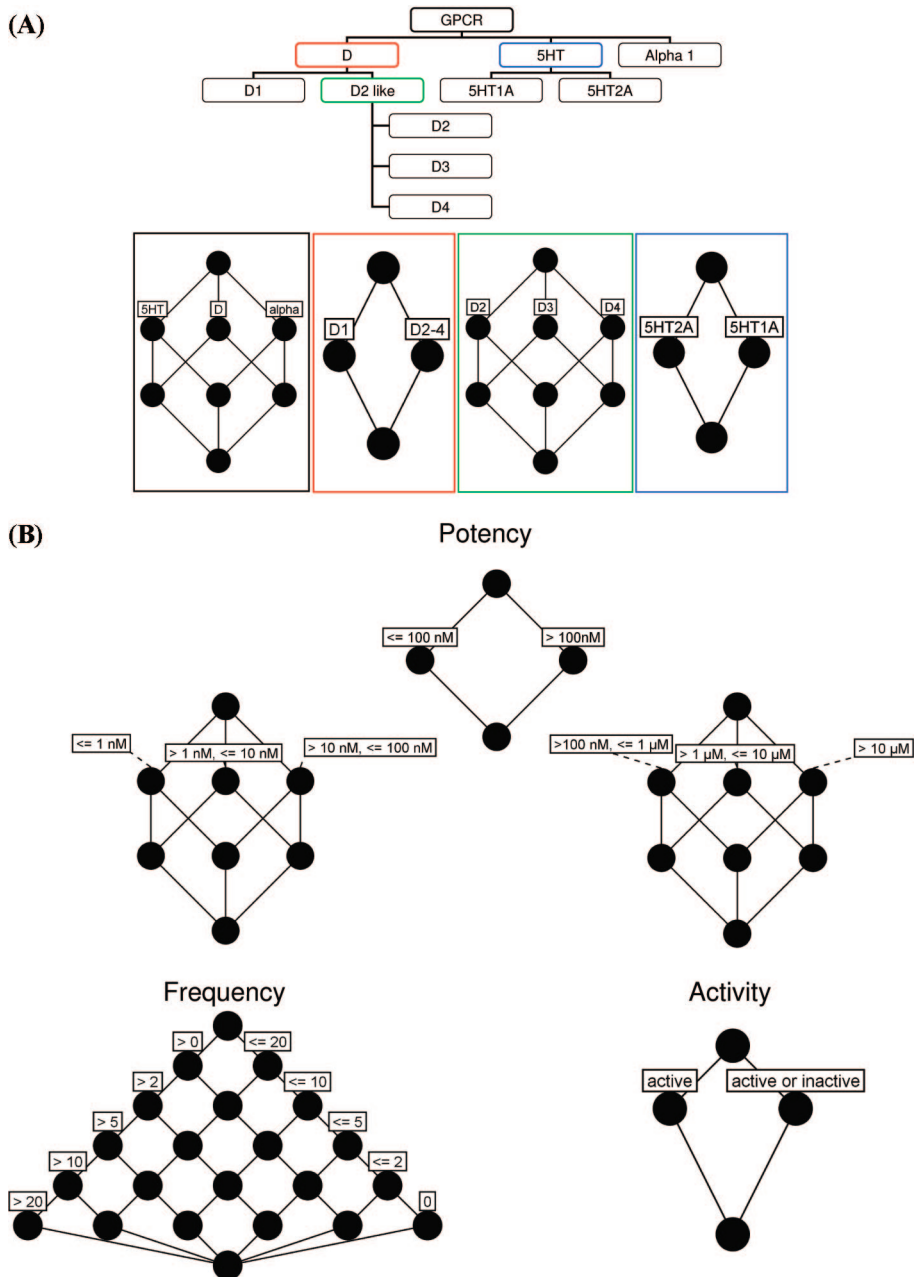 (A)
GPCR
D 5HT Alpha 1
D1 D2 like 5HT1A 5HT2A
D2
D3
D4
5HT D alpha
D1 D2-4
D2 D3 D4
5HT2A 5HT1A
(B)
Potency
<= 100 nM > 100nM
<= 1 nM > 1 nM, <= 10 nM > 10 nM, <= 100 nM
>100 nM, <= 1 µM > 1 µM, <= 10 µM > 10 µM
Frequency
> 0 <= 20
> 2 <= 10
> 5 <= 5
> 10 <= 2
> 20 0
Activity
active active or inactive